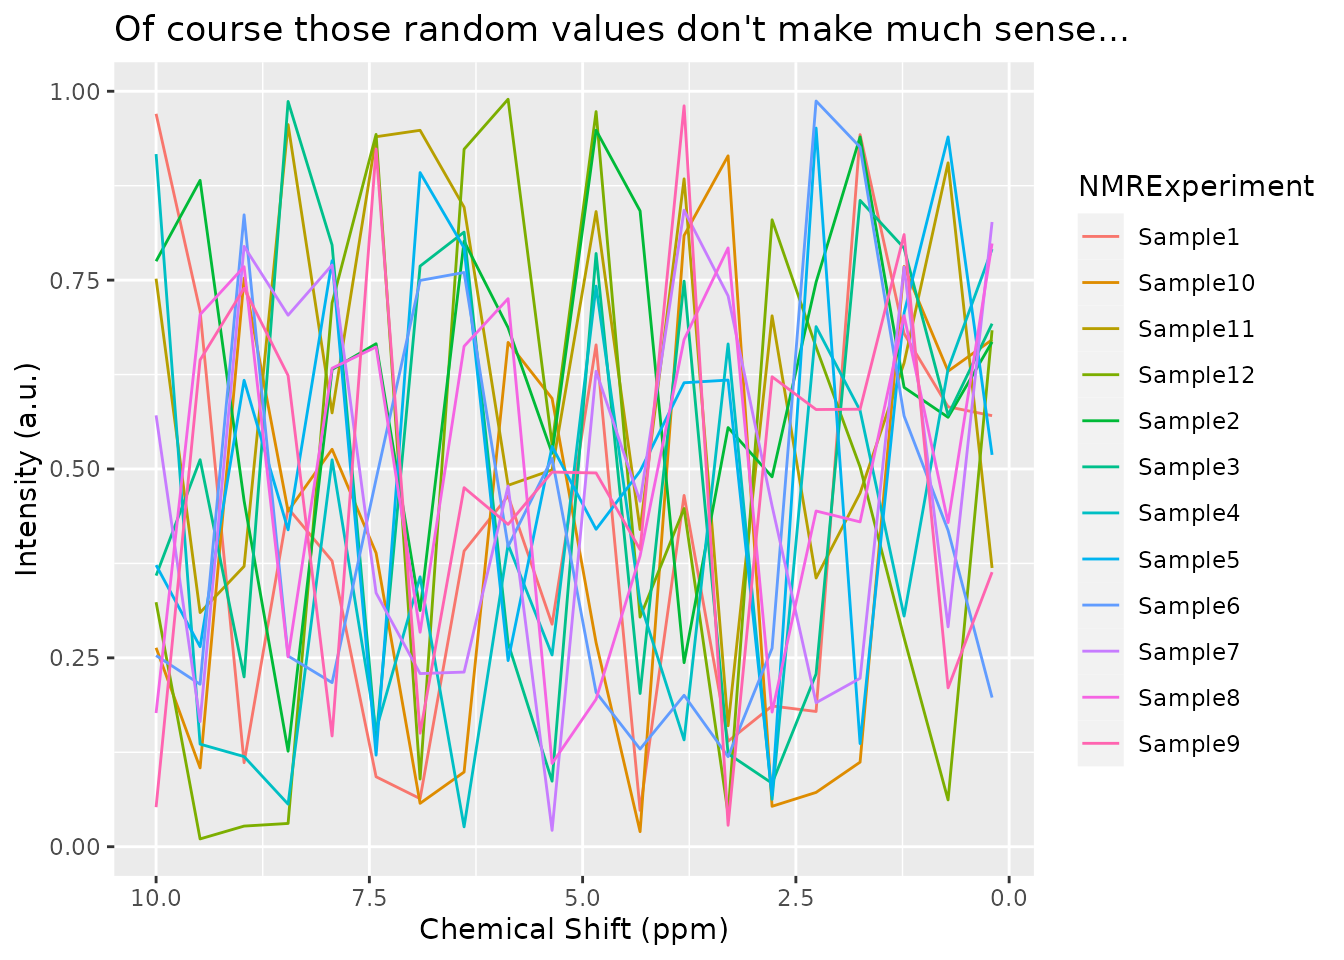 Of course those random values don't make much sense...
1.00
0.75
0.50
0.25
0.00
Intensity (a.u.)
10.0 7.5 5.0 2.5 0.0
Chemical Shift (ppm)
NMRExperiment
Sample1
Sample10
Sample11
Sample12
Sample2
Sample3
Sample4
Sample5
Sample6
Sample7
Sample8
Sample9